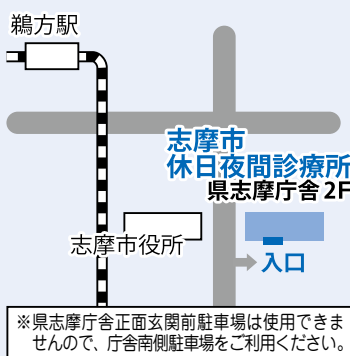 鵜方駅
志摩市
休日夜間診療所
県志摩庁舎2F
志摩市役所
入口
※県志摩庁舎正面玄関前駐車場は使用できま
せんので、庁舎南側駐車場をご利用ください。